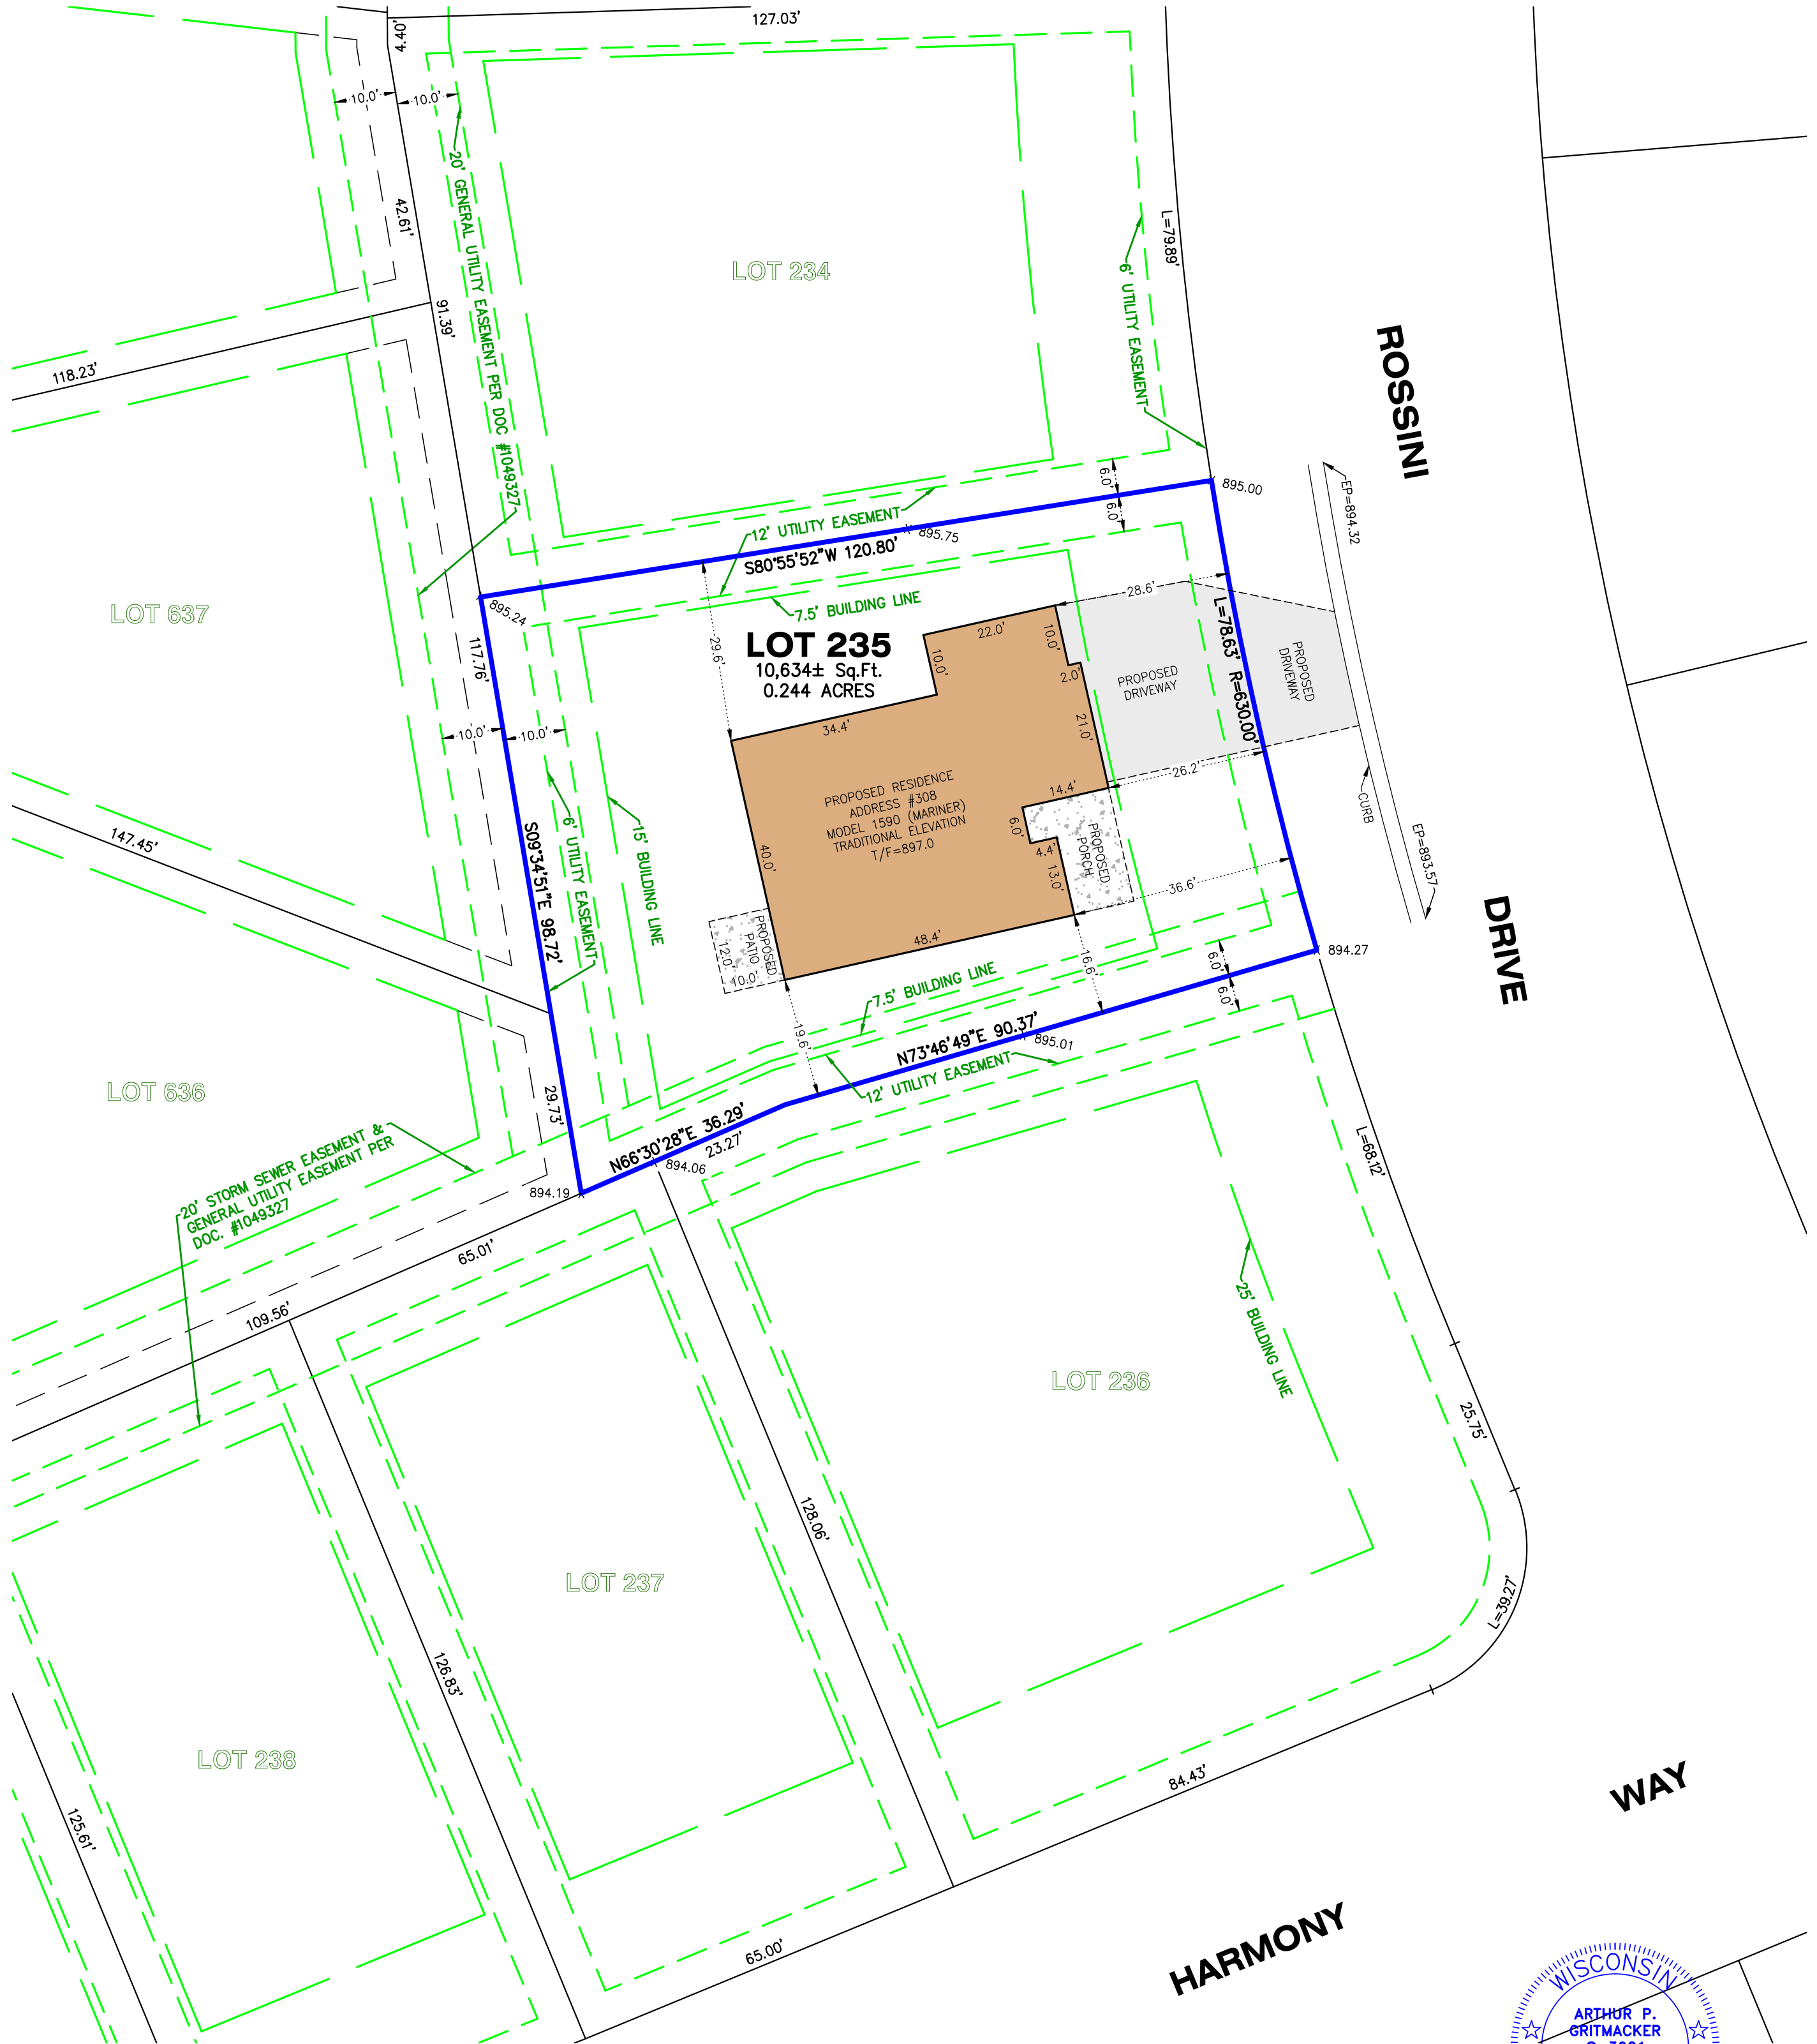 127.03'
4.40'
10.0'
10.0'
20' GENERAL UTILITY EASEMENT PER DOC #1049327
42.61'
L=79.89'
6' UTILITY EASEMENT
LOT 234
ROSSINI
91.39'
118.23'
6.0'
6.0'
895.00
EP=894.32
12' UTILITY EASEMENT
895.75
S80°55'52"W 120.80'
LOT 637
895.24
7.5' BUILDING LINE
28.6'
L=78.63' R=630.00'
LOT 235
10,634± Sq.Ft.
0.244 ACRES
29.6'
22.0'
10.0'
10.0'
2.0'
PROPOSED
DRIVEWAY
PROPOSED
DRIVEWAY
117.76'
10.0'
10.0'
34.4'
21.0'
26.2'
PROPOSED RESIDENCE
ADDRESS #308
MODEL 1590 (MARINER)
TRADITIONAL ELEVATION
T/F=897.0
14.4'
6.0'
4.4'
13.0'
PROPOSED
PORCH
CURB
EP=893.57
147.45'
S09°34'51"E 98.72'
6' UTILITY EASEMENT
15' BUILDING LINE
40.0'
36.6'
DRIVE
48.4'
PROPOSED
PATIO
12.0'
10.0'
7.5' BUILDING LINE
16.6'
6.0'
6.0'
894.27
19.6'
N73°46'49"E 90.37'
895.01
12' UTILITY EASEMENT
LOT 636
29.73'
N66°30'28"E 36.29'
23.27'
894.06
894.19
L=68.12'
20' STORM SEWER EASEMENT &
GENERAL UTILITY EASEMENT PER
DOC. #1049327
65.01'
109.56'
25' BUILDING LINE
LOT 236
25.75'
128.06'
LOT 237
L=39.27'
126.83'
LOT 238
125.61'
84.43'
WAY
65.00'
HARMONY
WISCONSIN
ARTHUR P.
GRITMACKER